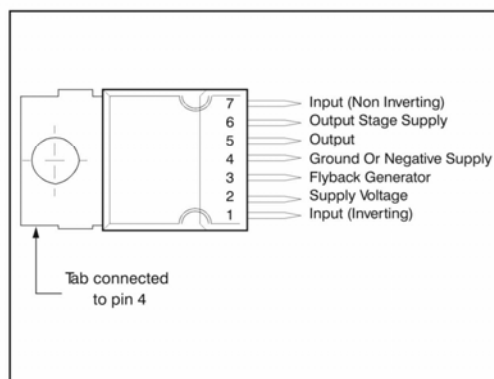 7 Input (Non Inverting)
6 Output Stage Supply
5 Output
4 Ground Or Negative Supply
3 Flyback Generator
2 Supply Voltage
1 Input (Inverting)
Tab connected
to pin 4